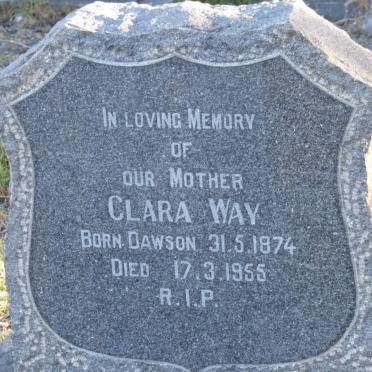 IN LOVING MEMORY
OF
OUR MOTHER
CLARA WAY
BORN DAWSON 31.5.1874
DIED 17.3.1955
R.I.P.